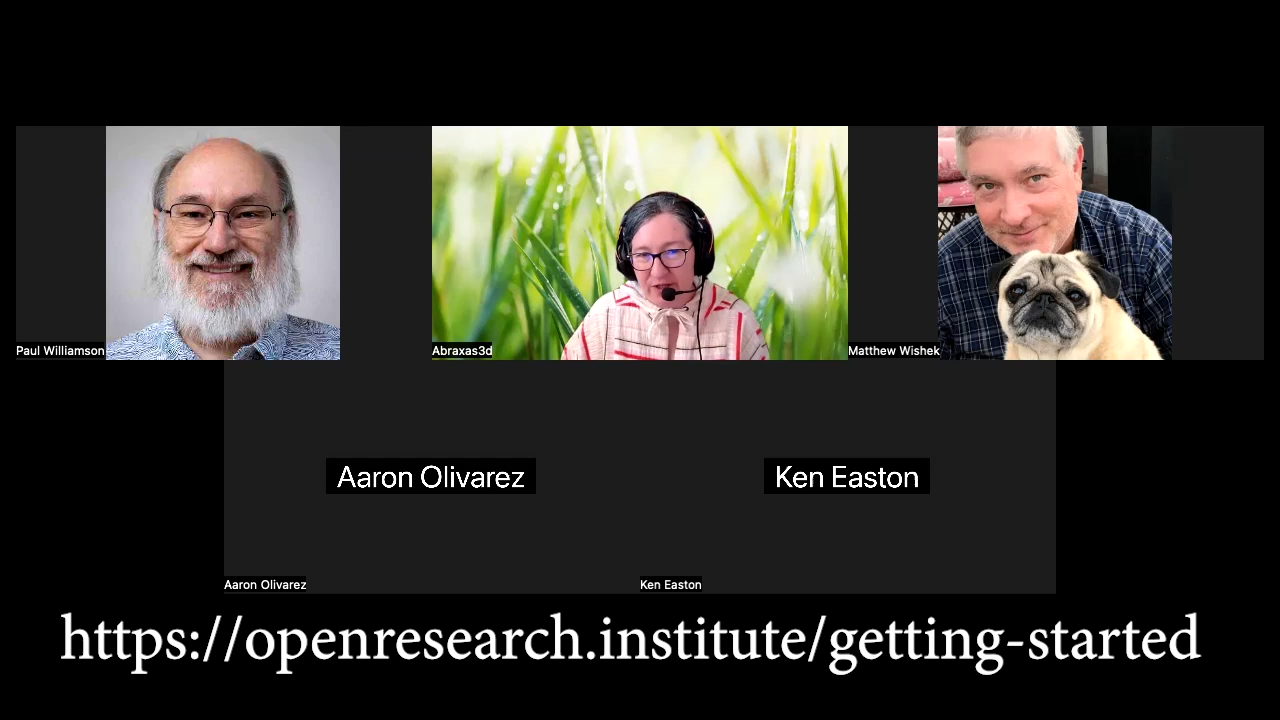 Paul Williamson
Abraxas3d
Matthew Wishek
Aaron Olivarez
Ken Easton
Aaron Olivarez
Ken Easton
https://openresearch.institute/getting-started